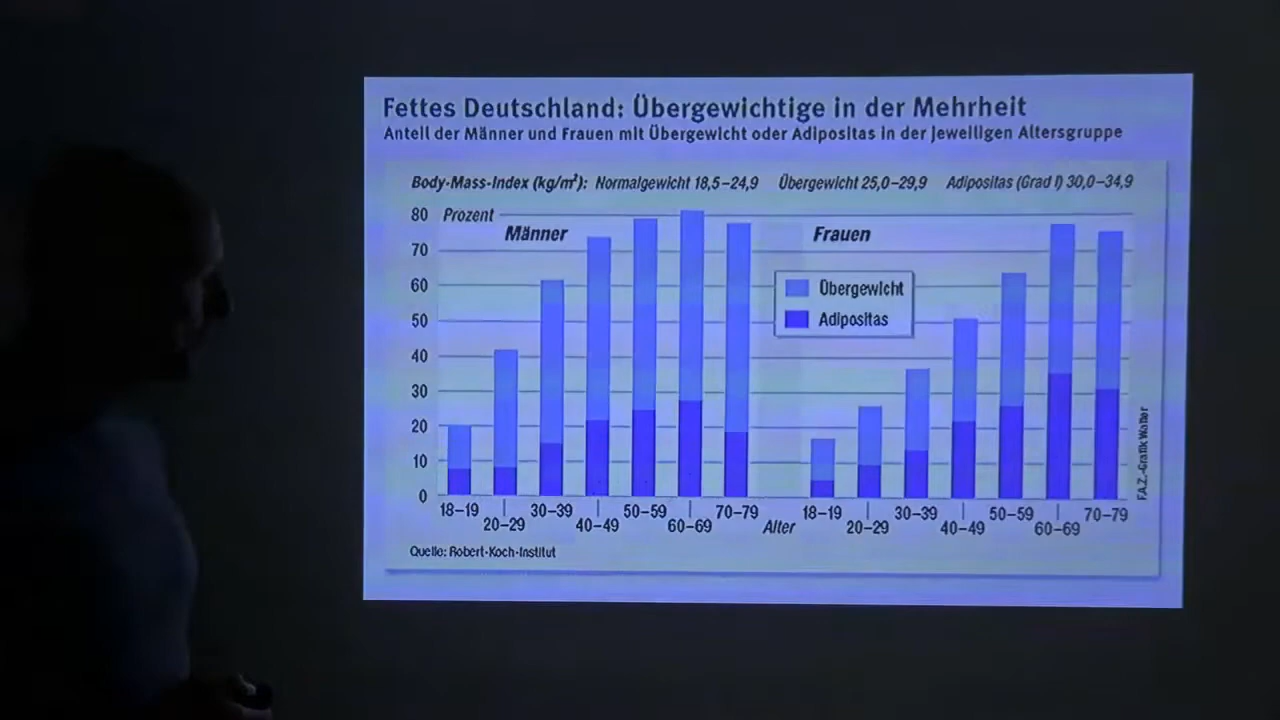 Fettes Deutschland: Übergewichtige in der Mehrheit
Anteil der Männer und Frauen mit Übergewicht oder Adipositas in der jeweiligen Altersgruppe
Body-Mass-Index (kg/m²): Normalgewicht 18,5–24,9 Übergewicht 25,0–29,9 Adipositas (Grad I) 30,0–34,9
80 Prozent
Männer
Frauen
70
60
Übergewicht
50
Adipositas
40
30
20
10
0
18–19 30–39 50–59 70–79 18–19 30–39 50–59 70–79
20–29 40–49 60–69 Alter 20–29 40–49 60–69
Quelle: Robert-Koch-Institut
F.A.Z.-Grafik Walter